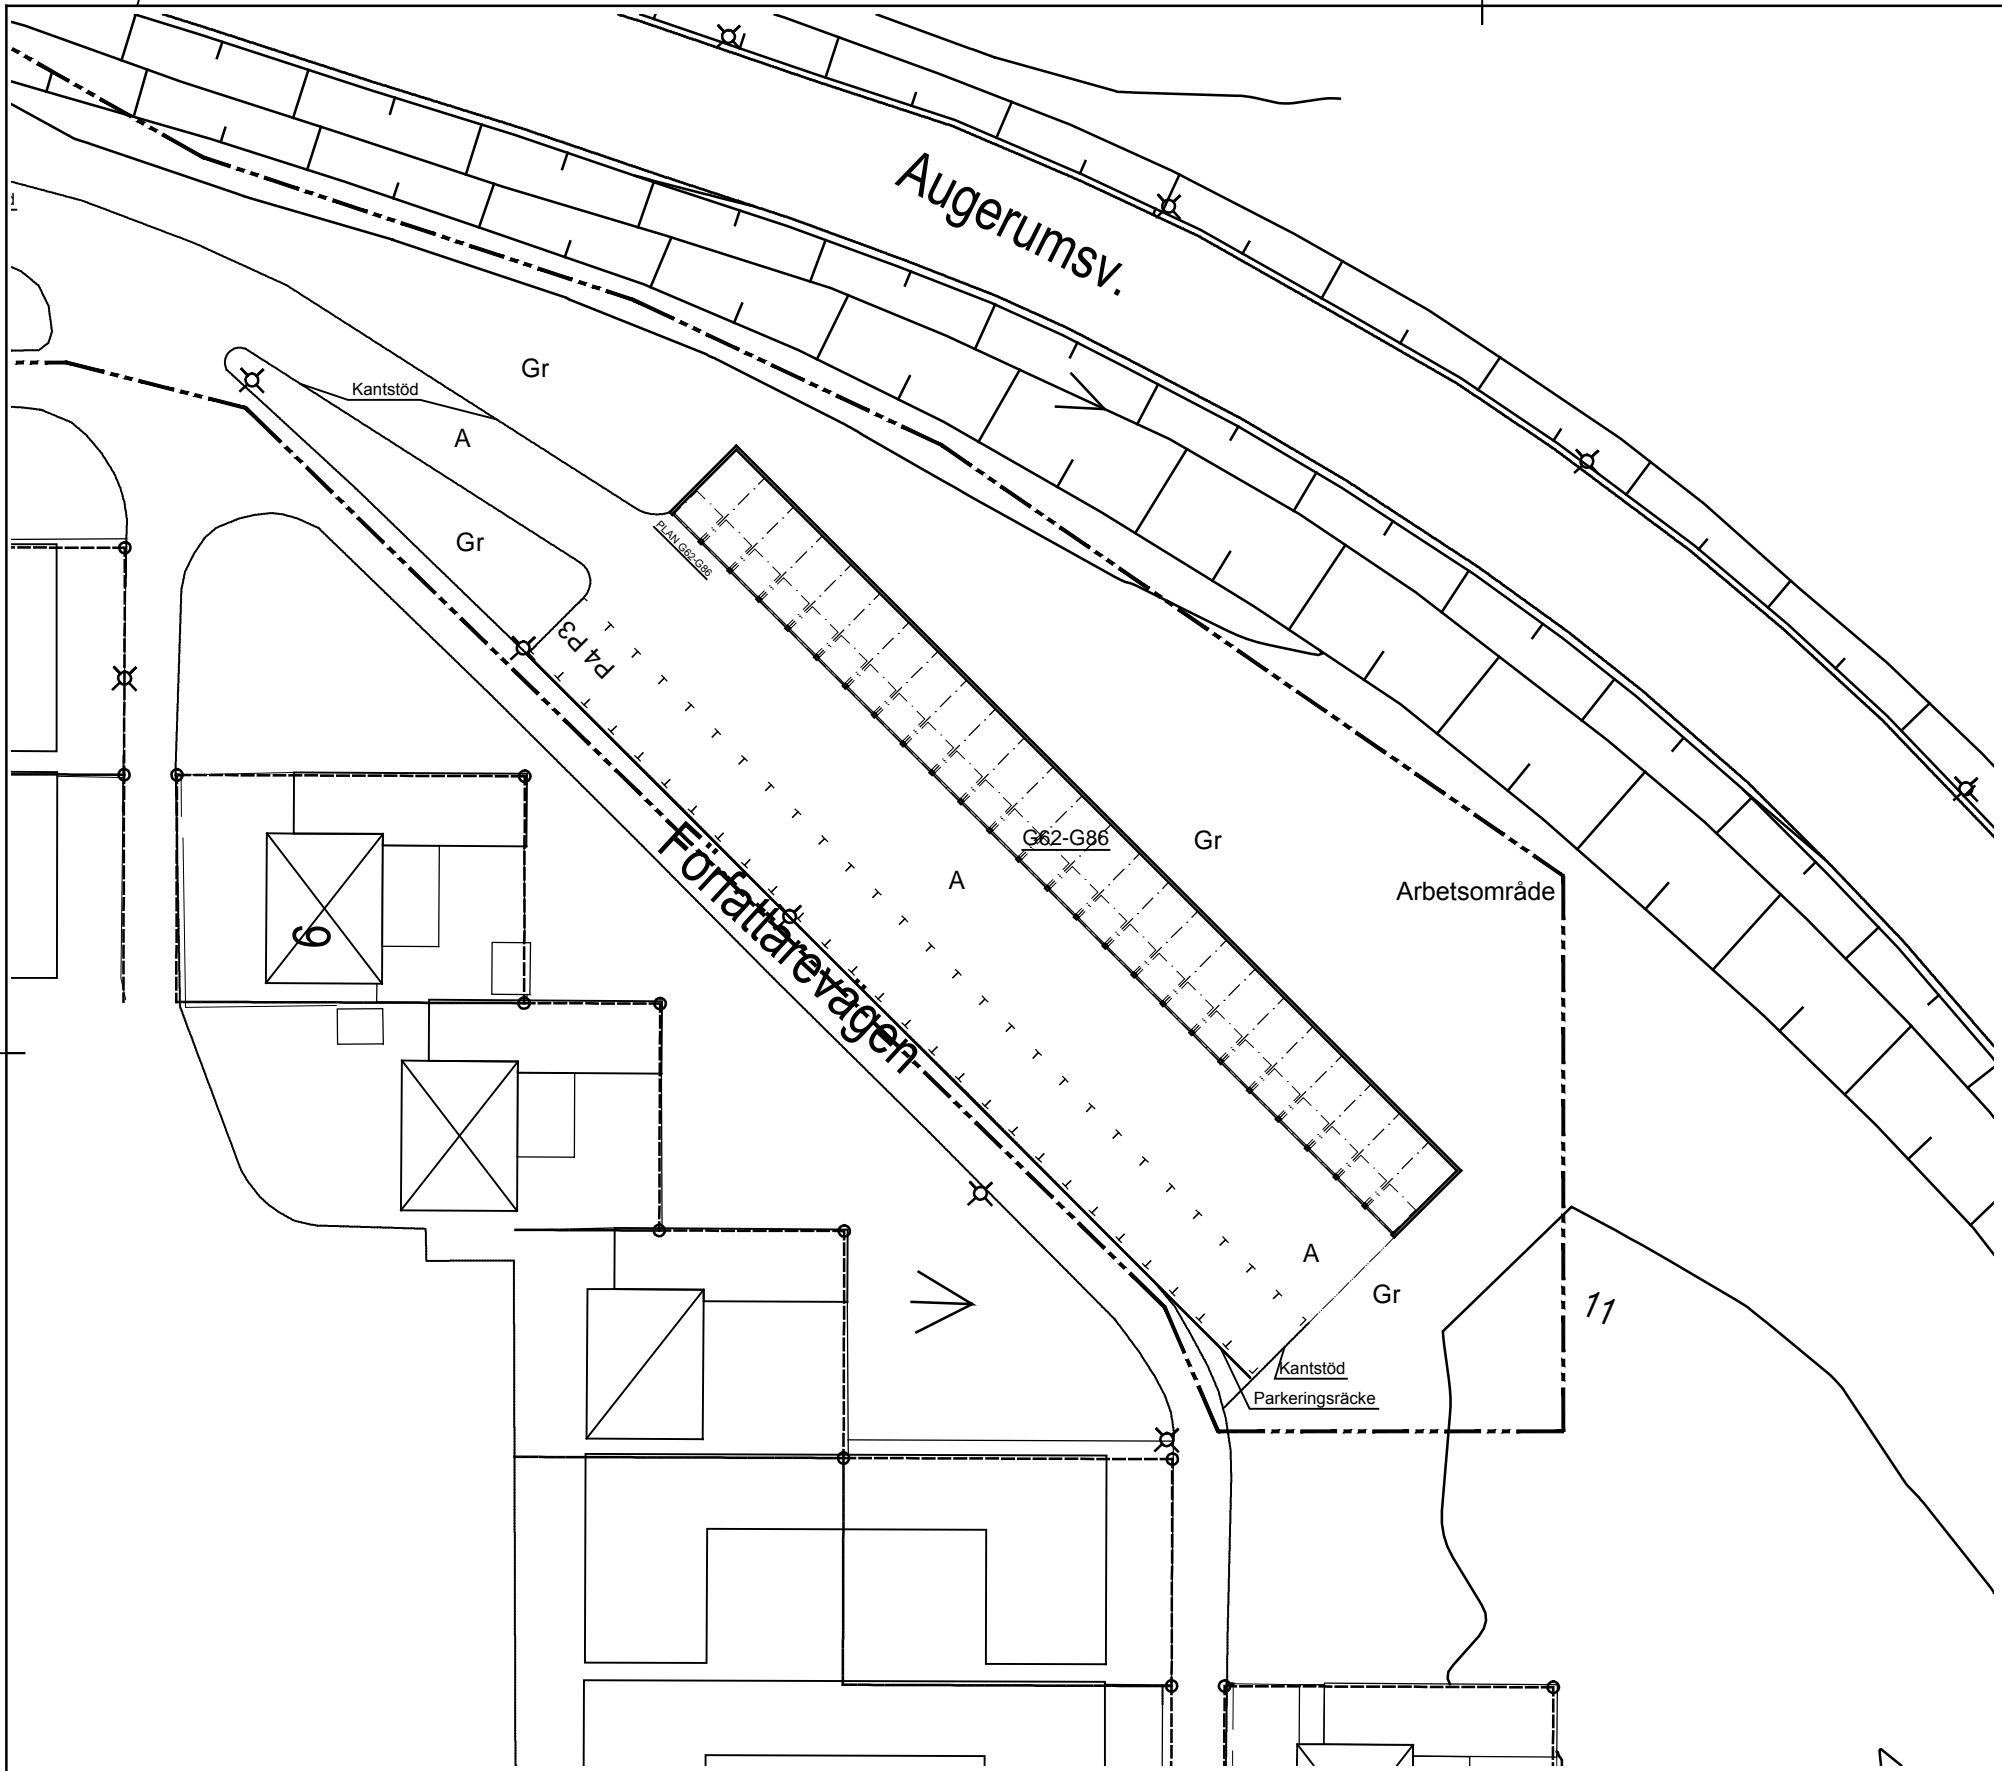 Augerumsv.
Gr
Kantstöd
A
Gr
PLAN G62-G86
P4 P3
G62-G86
Gr
A
Arbetsområde
Författarevägen
9
A
Gr
11
Kantstöd
Parkeringsräcke